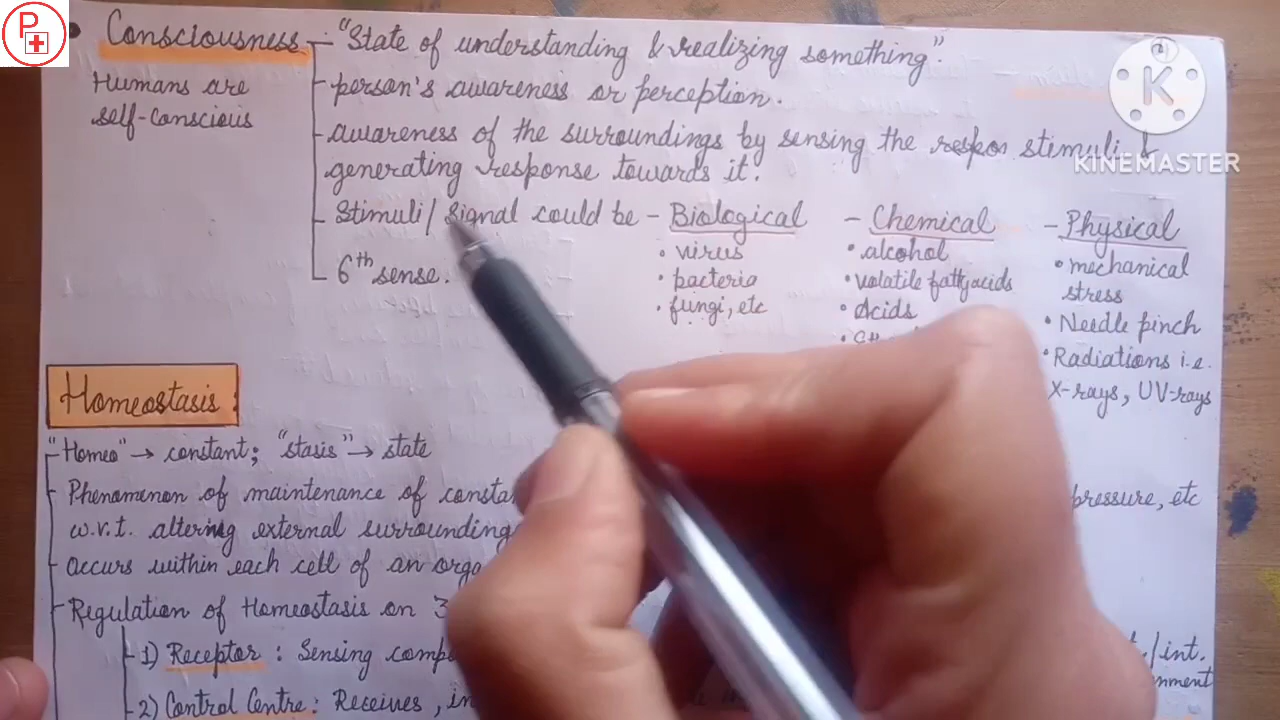 P
Consciousness :- "State of understanding & realizing something".
Humans are
self-conscious
- person's awareness or perception.
- awareness of the surroundings by sensing the respon stimuli &
generating response towards it.
- Stimuli/signal could be - Biological - Chemical - Physical
• virus
• bacteria
• fungi, etc
• alcohol
• volatile fatty acids
• Acids
• mechanical
stress
• Needle pinch
• Radiations i.e.
X-rays, UV-rays
- 6th sense.
K
KINEMASTER
Homeostasis:
"Homeo" → constant; "stasis" → state
Phenomenon of maintenance of constan pressure, etc
w.r.t. altering external surrounding
- occurs within each cell of an orga
- Regulation of Homeostasis on 3
- 1) Receptor : Sensing comp /int.
nment
- 2) Control Centre : Receives, in